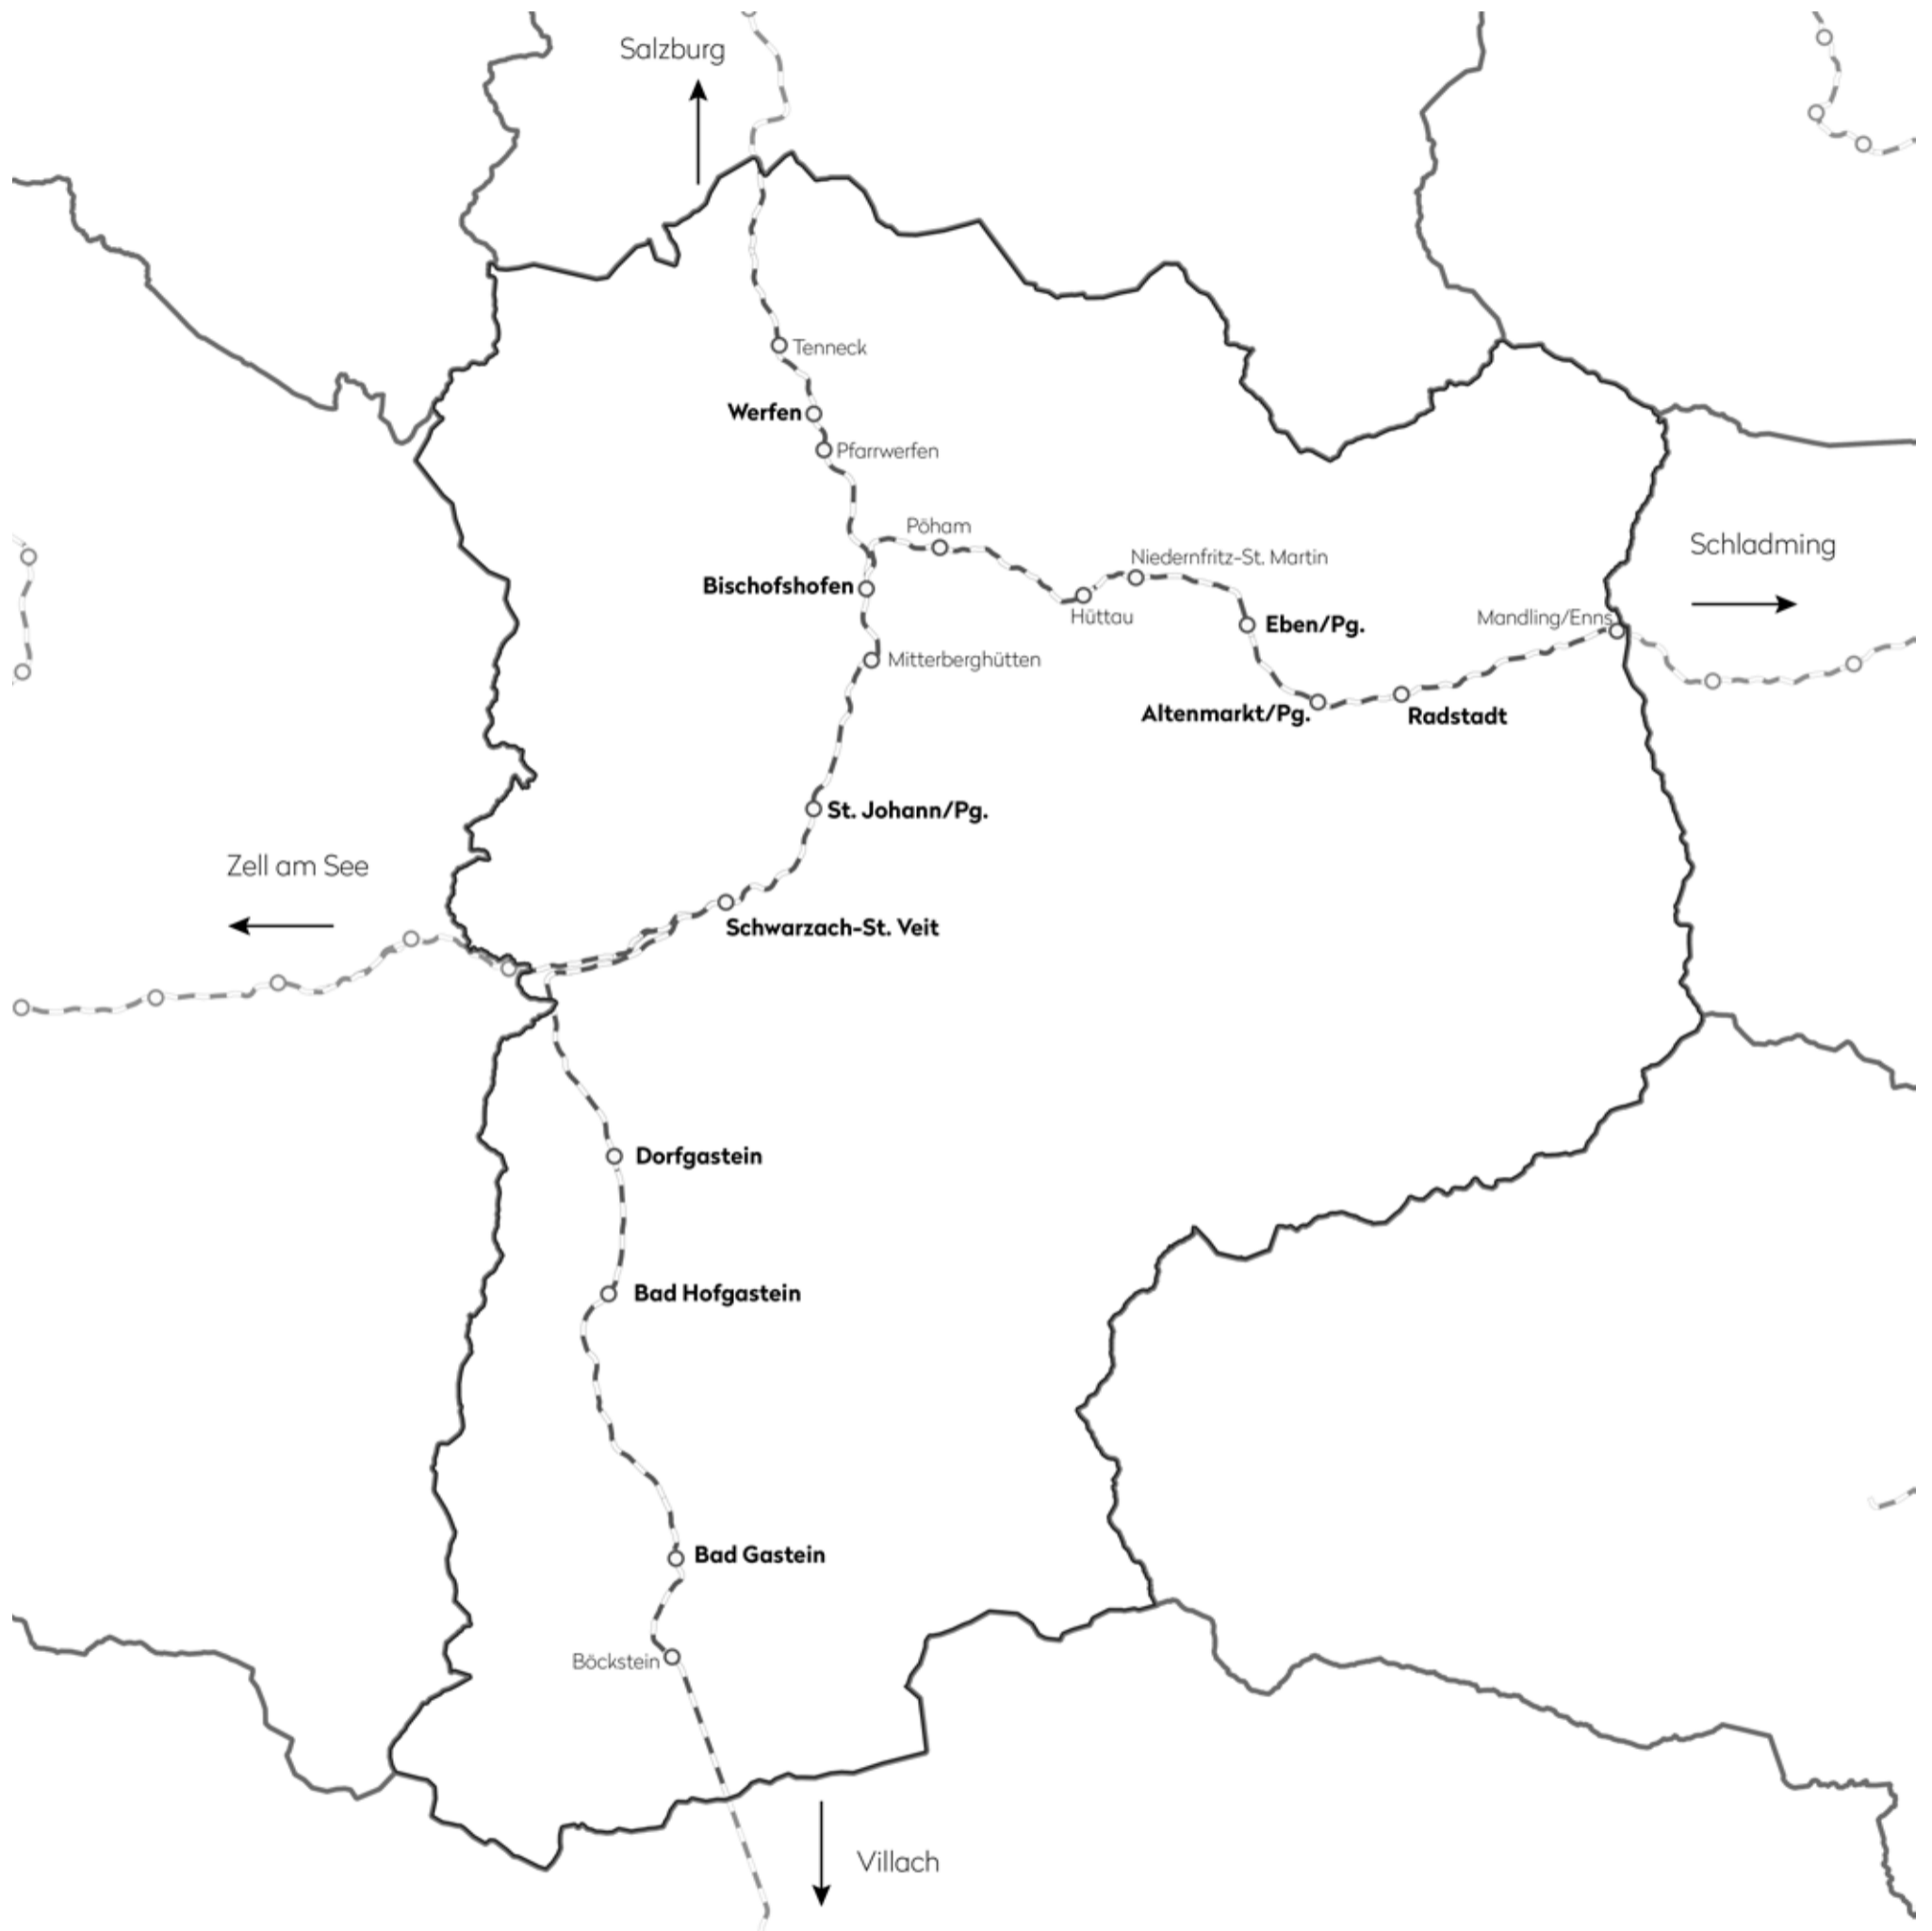 Salzburg
Tenneck
Werfen
Pfarrwerfen
Pöham
Schladming
Niedernfritz-St. Martin
Bischofshofen
Hüttau
Mandling/Enns
Eben/Pg.
Mitterberghütten
Altenmarkt/Pg.
Radstadt
St. Johann/Pg.
Zell am See
Schwarzach-St. Veit
Dorfgastein
Bad Hofgastein
Bad Gastein
Böckstein
Villach